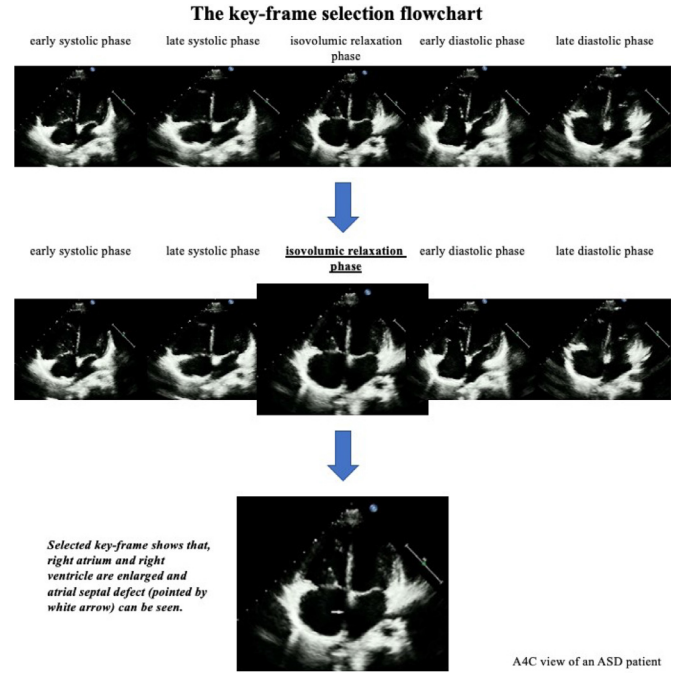 The key-frame selection flowchart
early systolic phase
late systolic phase
isovolumic relaxation
phase
early diastolic phase
late diastolic phase
early systolic phase
late systolic phase
isovolumic relaxation
phase
early diastolic phase
late diastolic phase
Selected key-frame shows that,
right atrium and right
ventricle are enlarged and
atrial septal defect (pointed by
white arrow) can be seen.
A4C view of an ASD patient